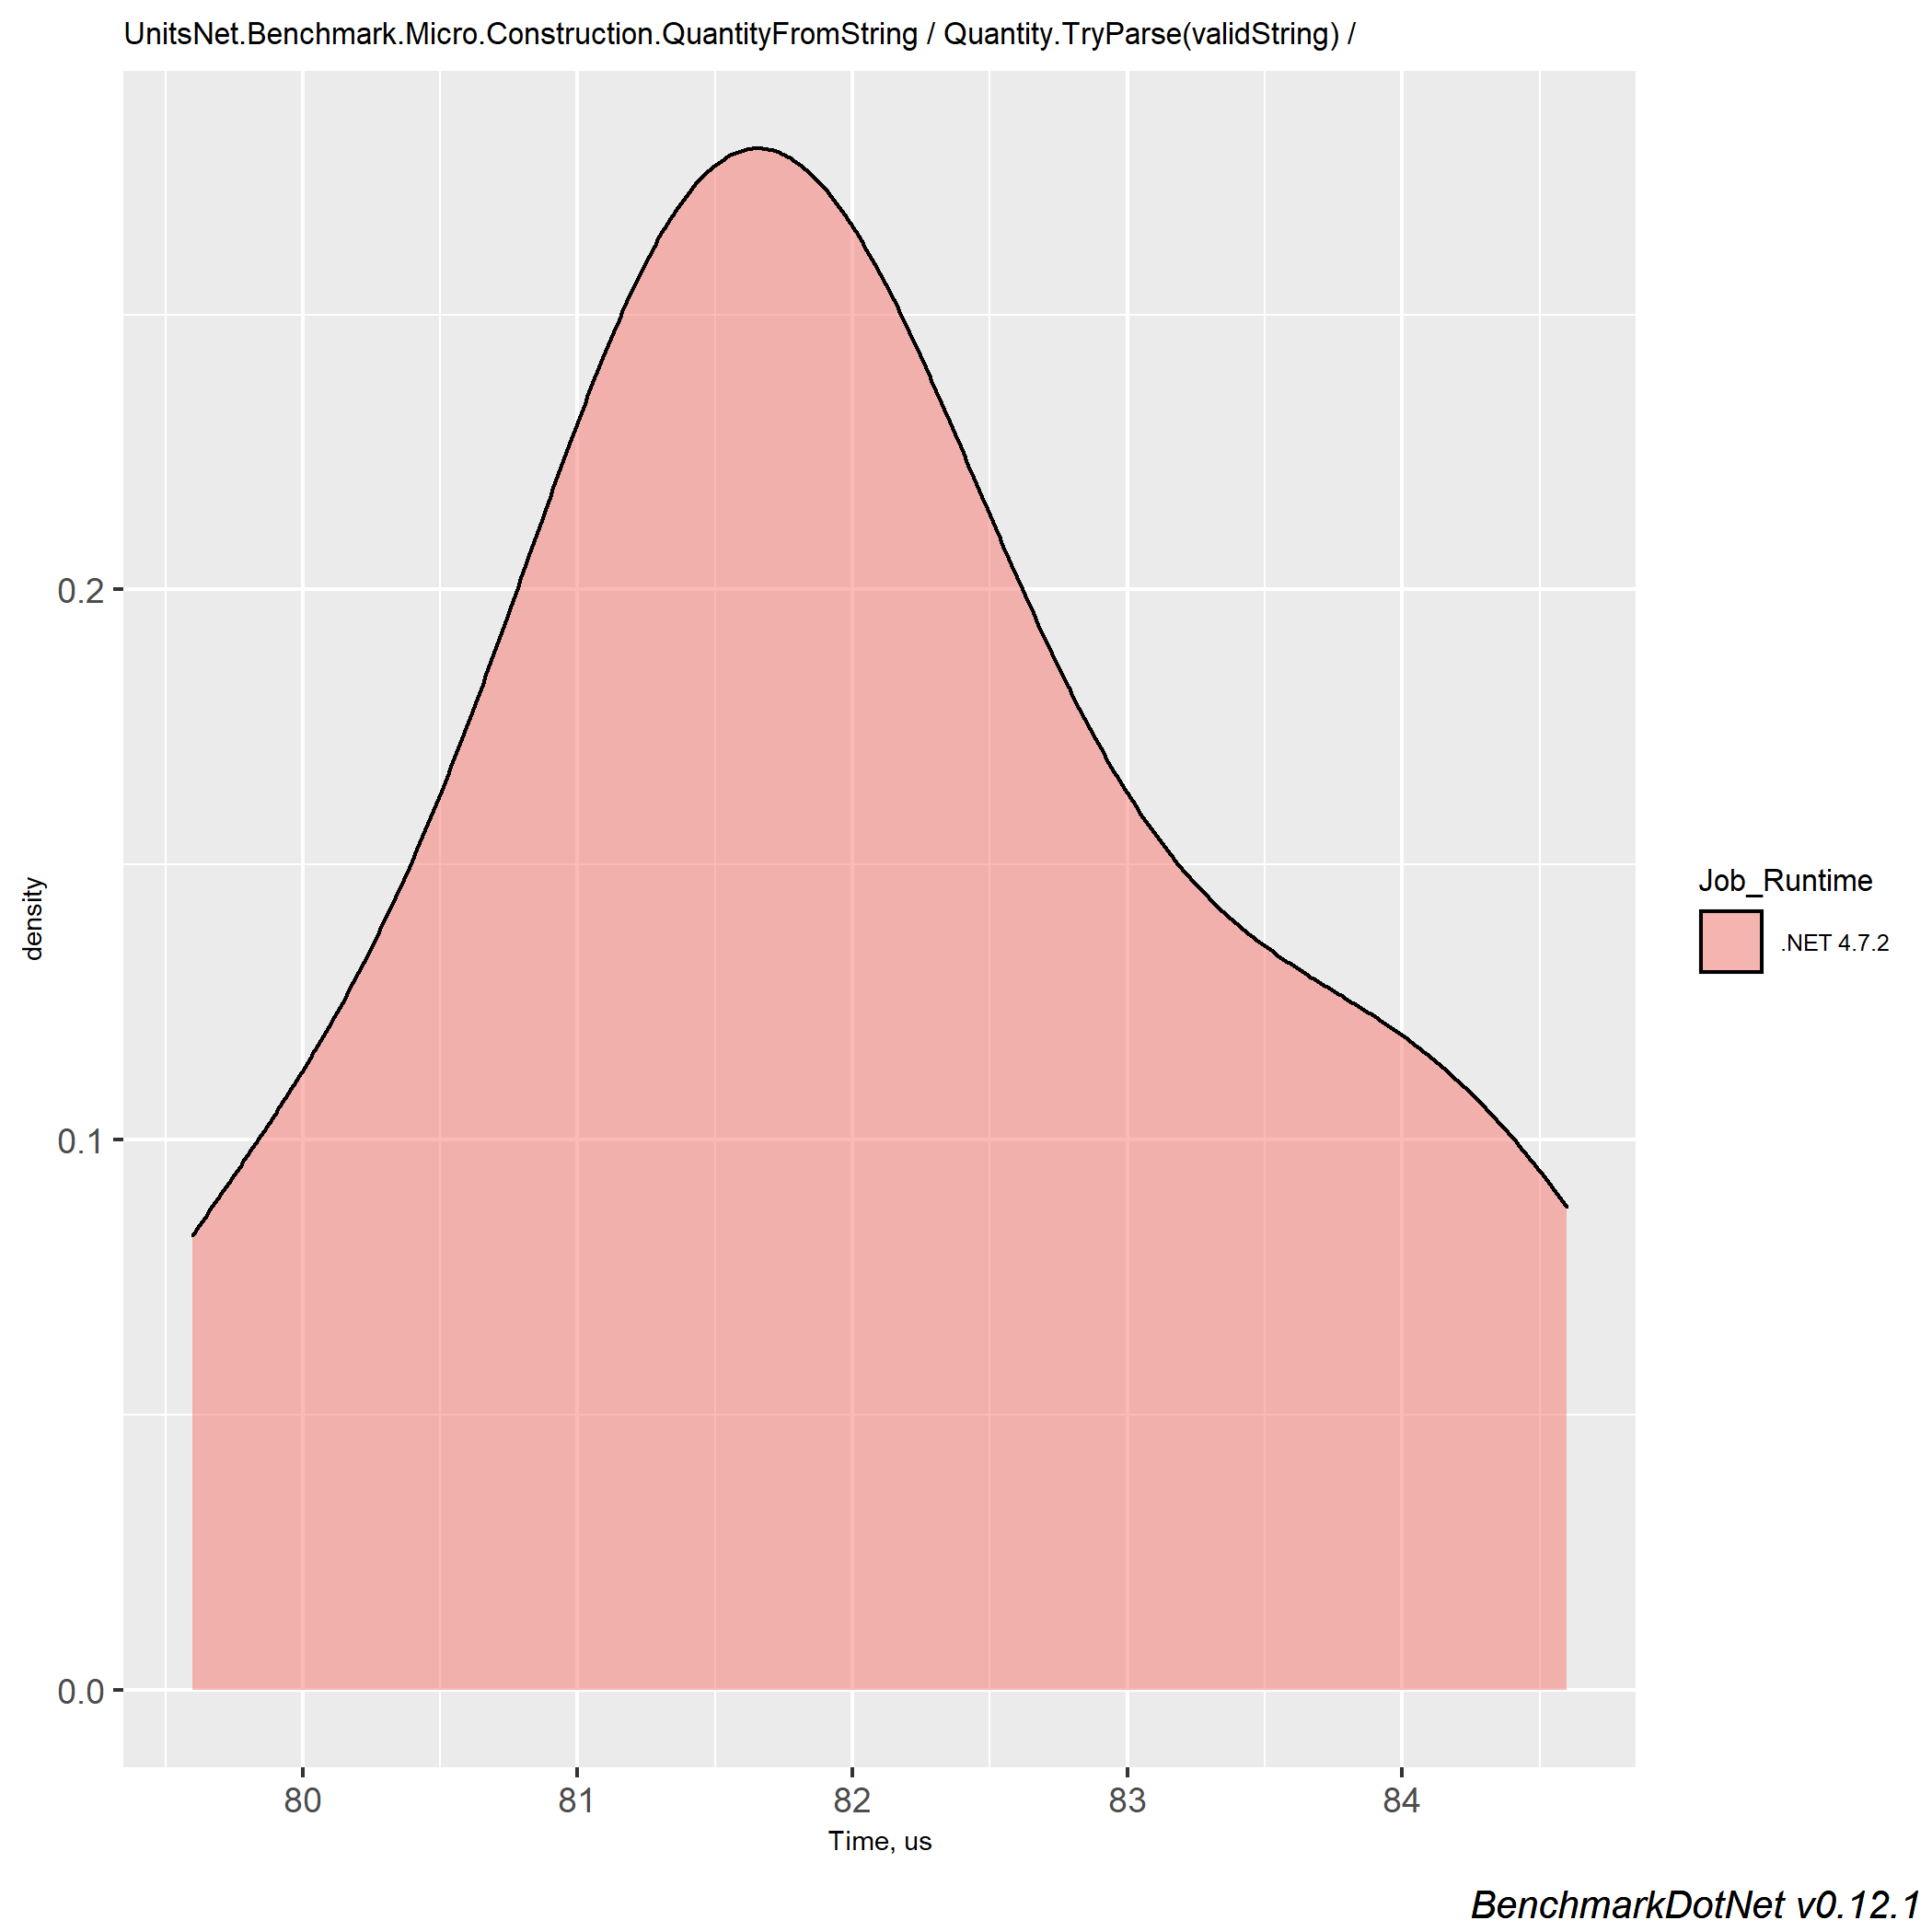 UnitsNet.Benchmark.Micro.Construction.QuantityFromString / Quantity.TryParse(validString) /
density
0.2
0.1
0.0
80 81 82 83 84
Time, us
Job_Runtime
.NET 4.7.2
BenchmarkDotNet v0.12.1